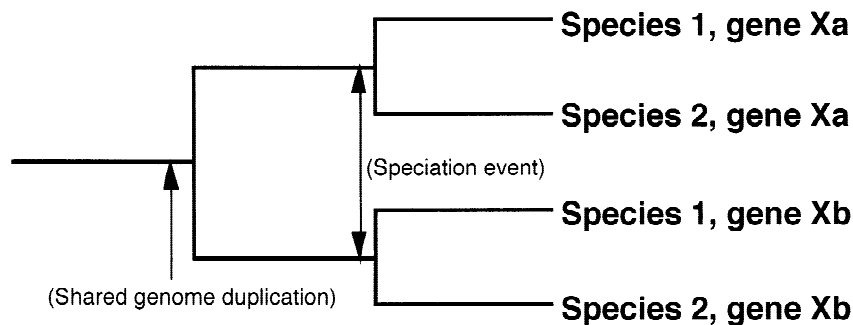 Species 1, gene Xa
Species 2, gene Xa
(Speciation event)
Species 1, gene Xb
(Shared genome duplication)
Species 2, gene Xb